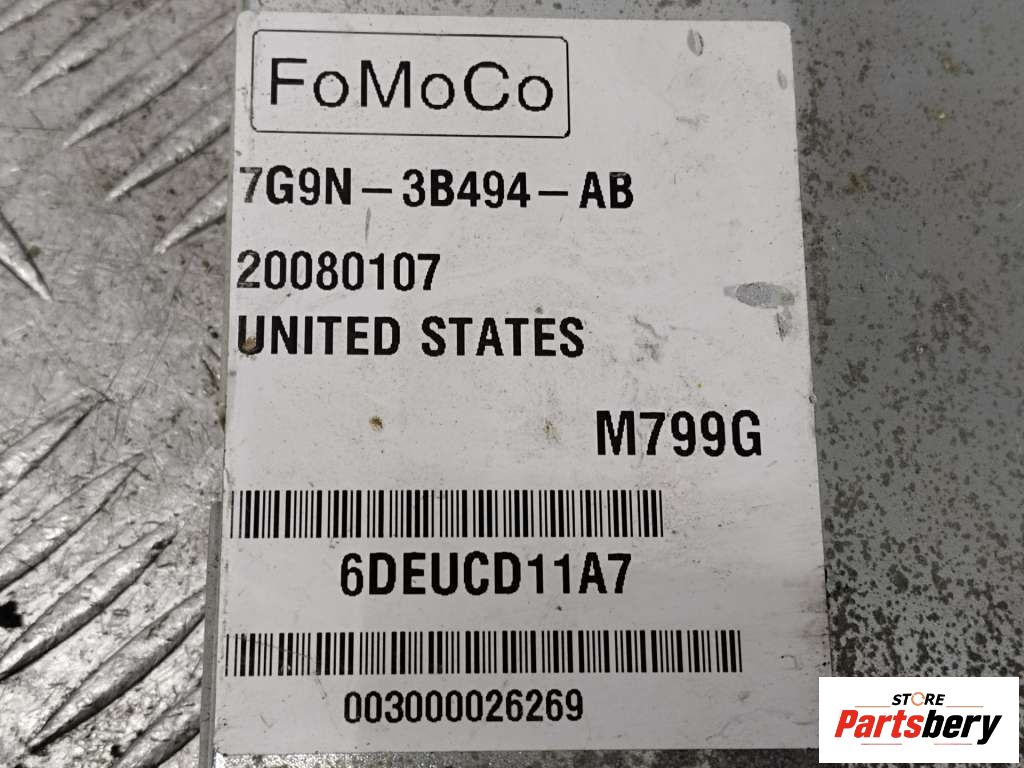 FoMoCo
7G9N-3B494-AB
20080107
UNITED STATES
M799G
6DEUCD11A7
003000026269
STORE
Partsbery